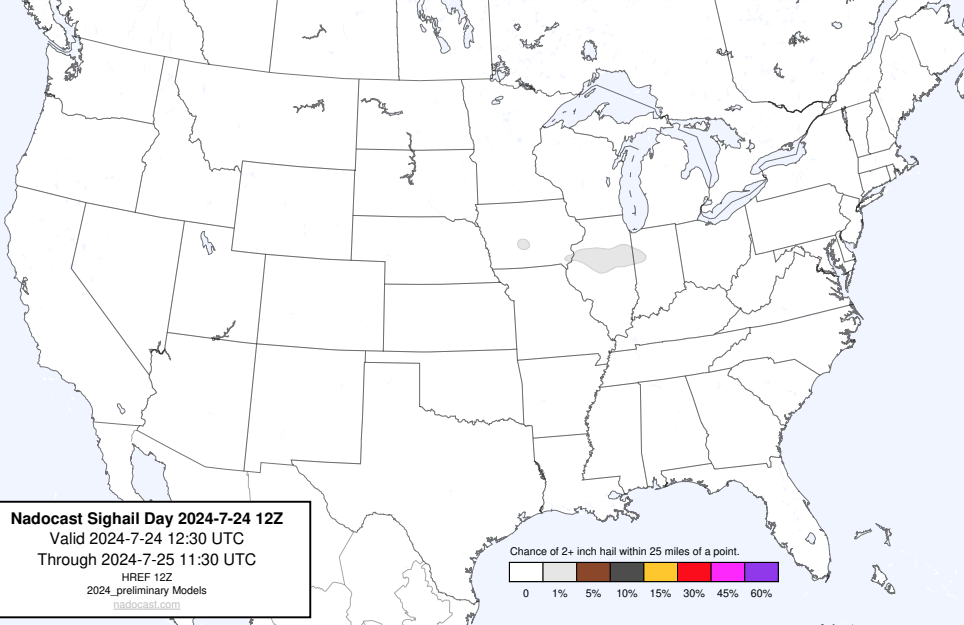 Nadocast Sighail Day 2024-7-24 12Z
Valid 2024-7-24 12:30 UTC
Through 2024-7-25 11:30 UTC
HREF 12Z
2024_preliminary Models
nadocast.com
Chance of 2+ inch hail within 25 miles of a point.
0 1% 5% 10% 15% 30% 45% 60%